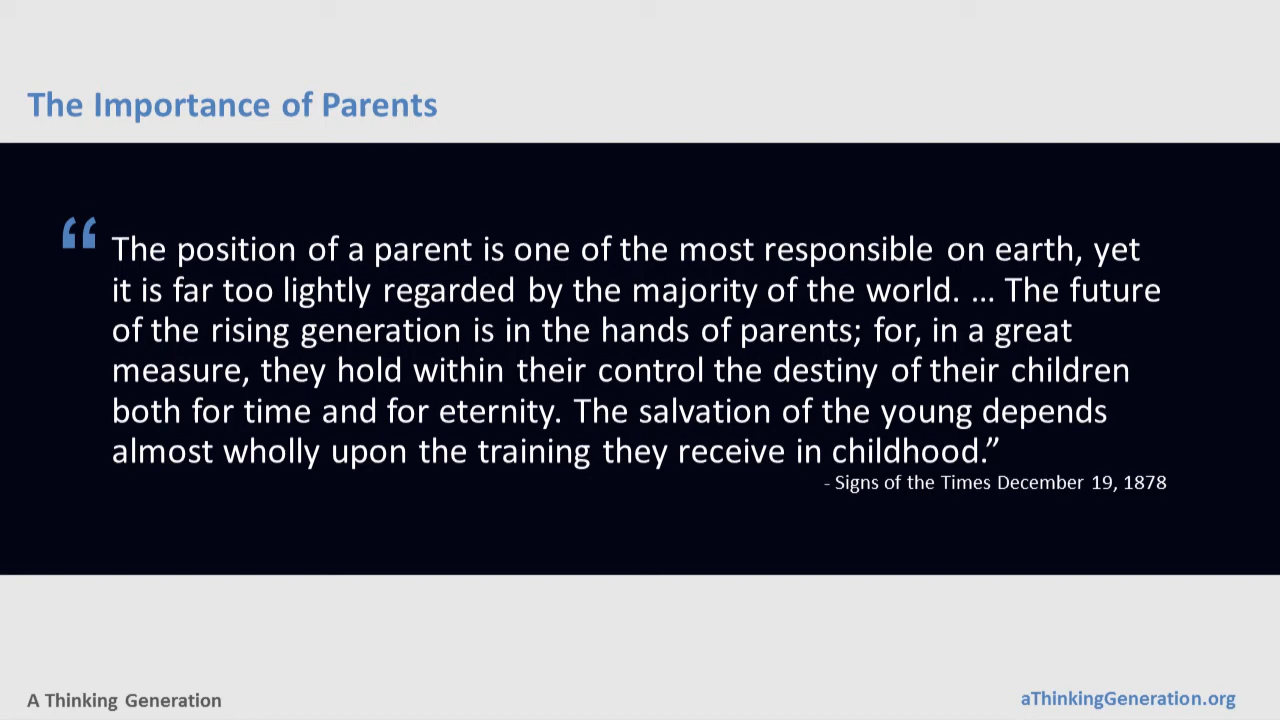 The Importance of Parents
“The position of a parent is one of the most responsible on earth, yet
it is far too lightly regarded by the majority of the world. ... The future
of the rising generation is in the hands of parents; for, in a great
measure, they hold within their control the destiny of their children
both for time and for eternity. The salvation of the young depends
almost wholly upon the training they receive in childhood.”
- Signs of the Times December 19, 1878
A Thinking Generation
aThinkingGeneration.org